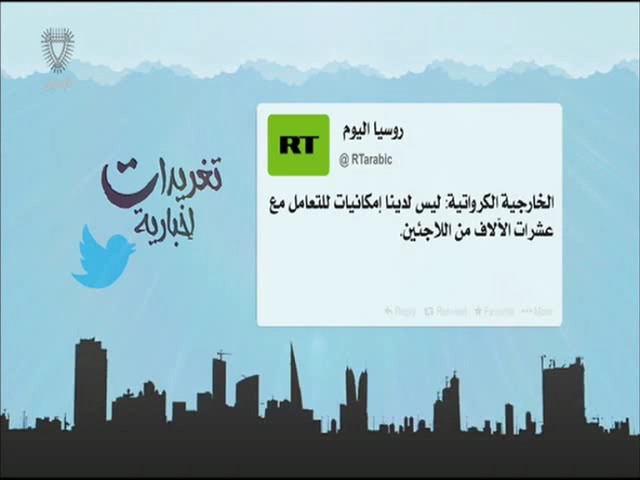 تغريدات
إخبارية
RT
روسيا اليوم
@RTarabic
الخارجية الكرواتية: ليس لدينا إمكانيات للتعامل مع
عشرات الألاف من اللاجئين.
Reply Retweet Favorite More